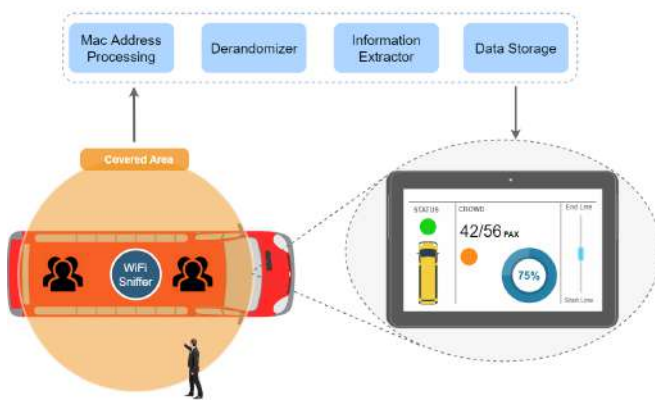 Mac Address
Processing
Derandomizer
Information
Extractor
Data Storage
Covered Area
WiFi
Sniffer
STATUS
CROWD
42/56 PAX
75%
End Line
Start Line